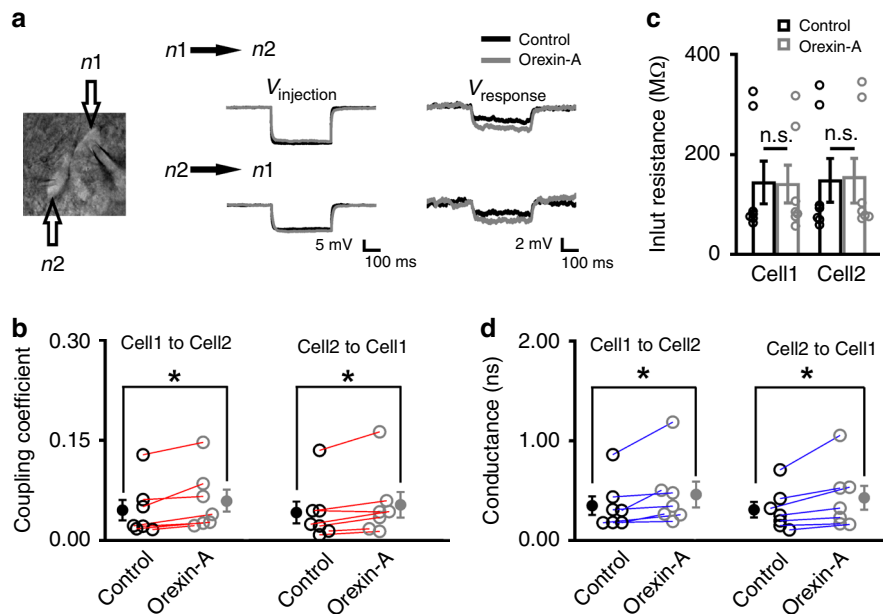 a
n1
n2
n1 n2
Control
Orexin-A
Vinjection
Vresponse
n2 n1
5 mV
100 ms
2 mV
100 ms
c
Control
Orexin-A
Inlut resistance (MΩ)
400
200
0
n.s.
n.s.
Cell1
Cell2
b
Coupling coefficient
0.30
0.15
0.00
Cell1 to Cell2
*
Cell2 to Cell1
*
Control
Orexin-A
Control
Orexin-A
d
Conductance (ns)
2.00
1.00
0.00
Cell1 to Cell2
*
Cell2 to Cell1
*
Control
Orexin-A
Control
Orexin-A